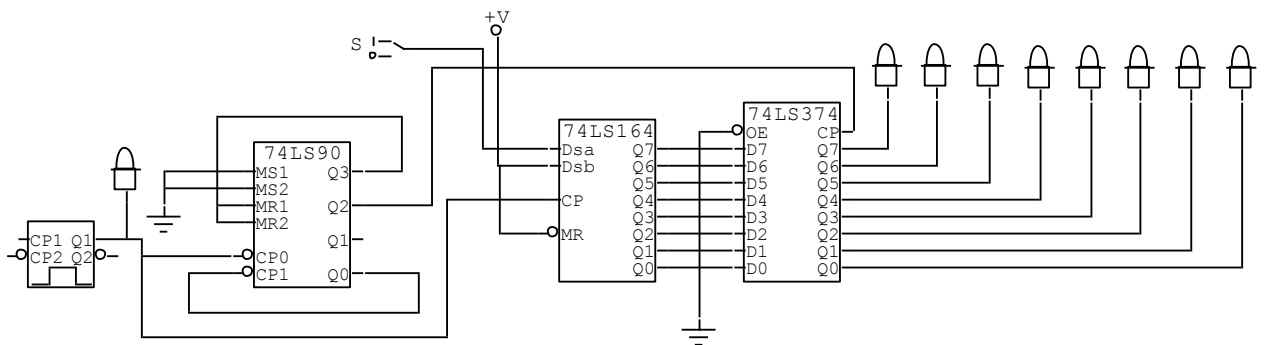 +V
S
74LS90
MS1 Q3
MS2
MR1 Q2
MR2
Q1
CP0
CP1 Q0
CP1 Q1
CP2 Q2
74LS164
Dsa Q7
Dsb Q6
Q5
CP Q4
Q3
MR Q2
Q1
Q0
74LS374
OE CP
D7 Q7
D6 Q6
D5 Q5
D4 Q4
D3 Q3
D2 Q2
D1 Q1
D0 Q0